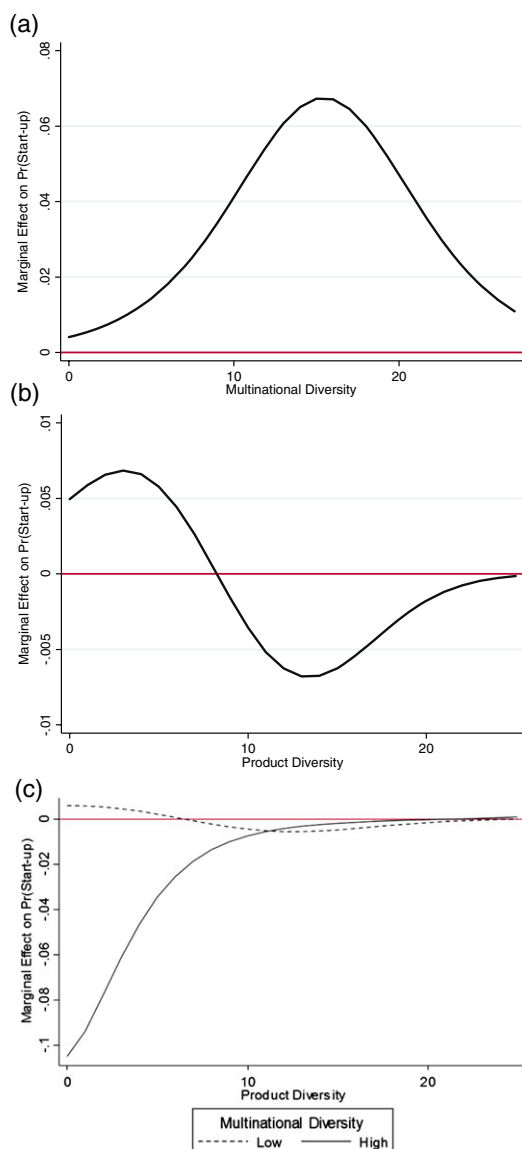 (a)
Marginal Effect on Pr(Start-up)
.08
.06
.04
.02
0
0 10 20
Multinational Diversity
(b)
Marginal Effect on Pr(Start-up)
.01
.005
0
-.005
-.01
0 10 20
Product Diversity
(c)
Marginal Effect on Pr(Start-up)
0
-.02
-.04
-.06
-.08
-.1
0 10 20
Product Diversity
Multinational Diversity
Low High